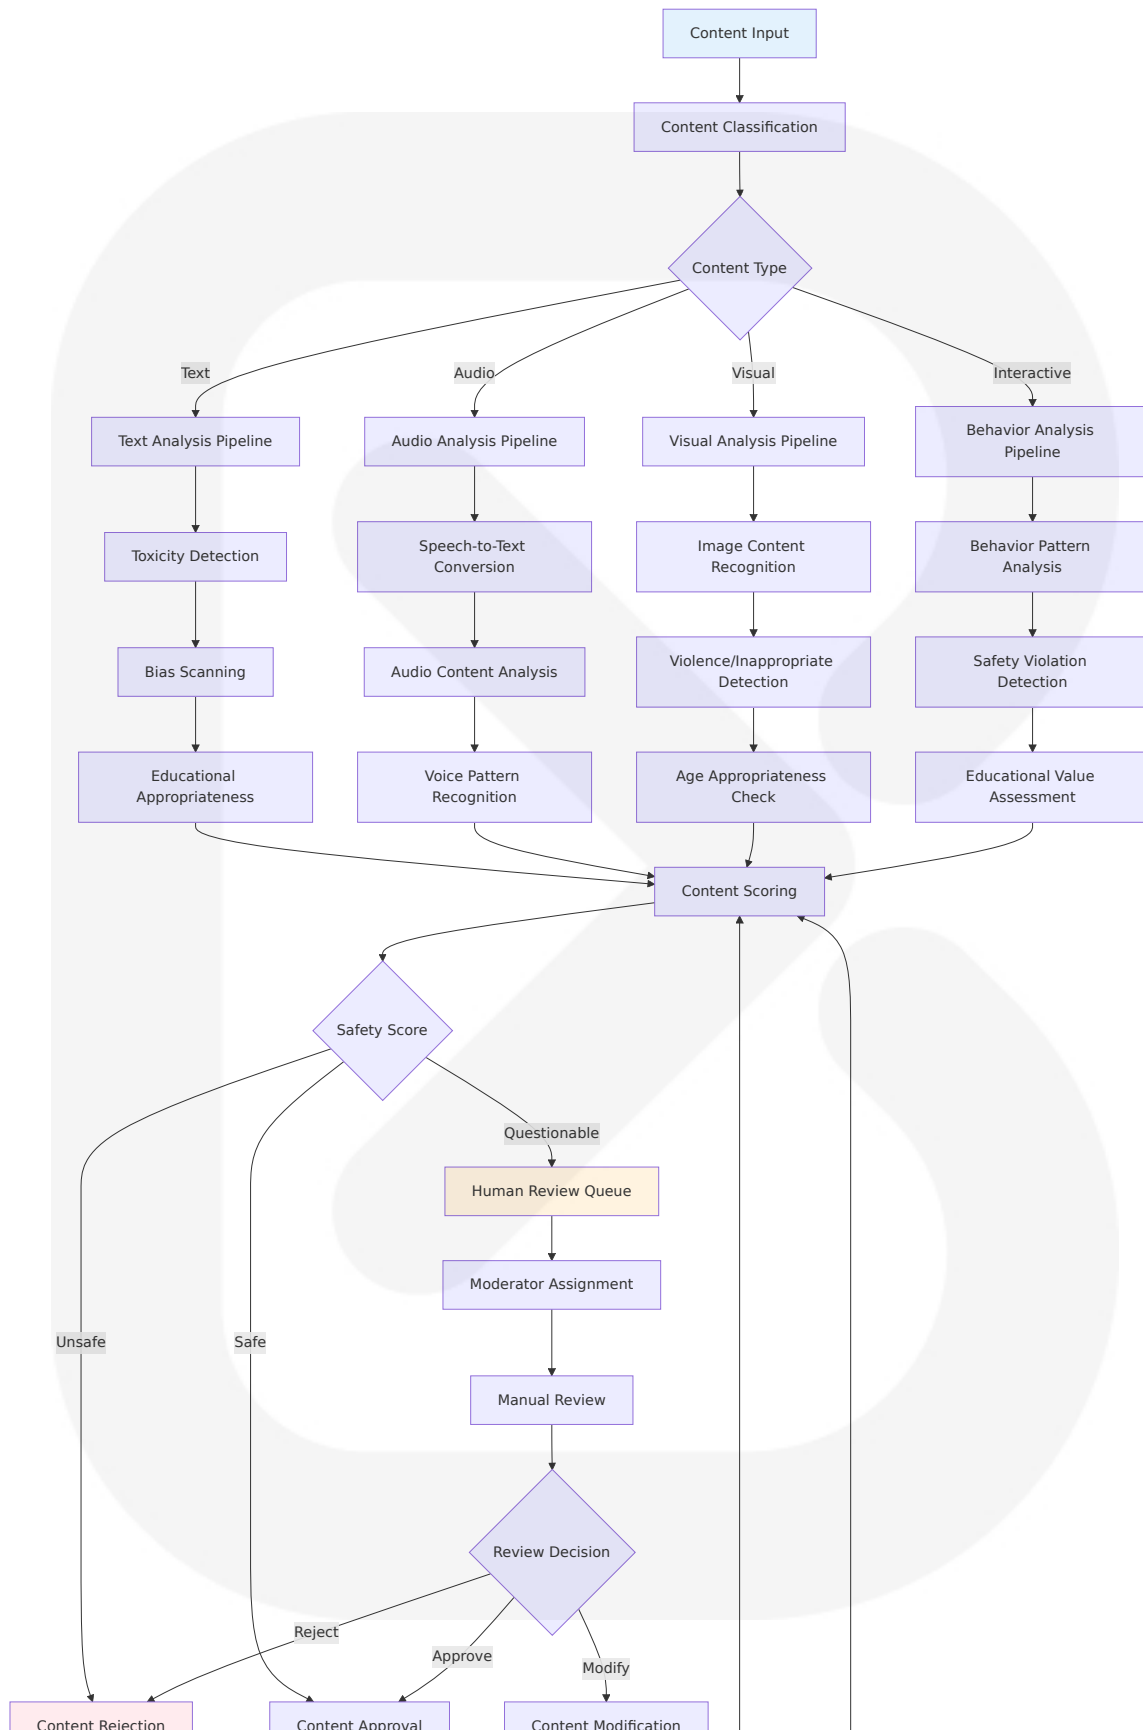 Content Input
Content Classification
Content Type
Text
Audio
Visual
Interactive
Text Analysis Pipeline
Audio Analysis Pipeline
Visual Analysis Pipeline
Behavior Analysis
Pipeline
Toxicity Detection
Speech-to-Text
Conversion
Image Content
Recognition
Behavior Pattern
Analysis
Bias Scanning
Audio Content Analysis
Violence/Inappropriate
Detection
Safety Violation
Detection
Educational
Appropriateness
Voice Pattern
Recognition
Age Appropriateness
Check
Educational Value
Assessment
Content Scoring
Safety Score
Questionable
Human Review Queue
Moderator Assignment
Unsafe
Safe
Manual Review
Review Decision
Reject
Approve
Modify
Content Rejection
Content Approval
Content Modification